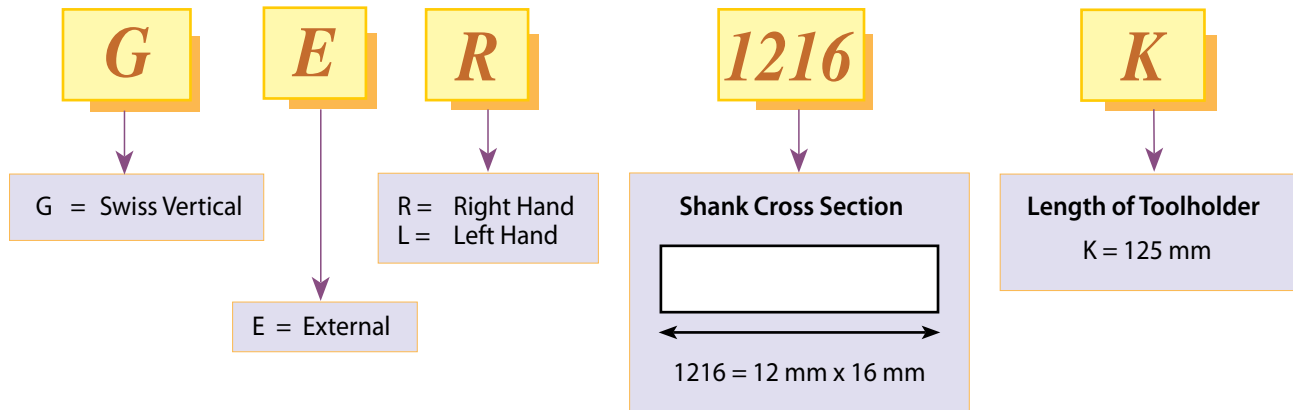 G E R 1216 K
G = Swiss Vertical
E = External
R = Right Hand
L = Left Hand
Shank Cross Section
1216 = 12 mm x 16 mm
Length of Toolholder
K = 125 mm